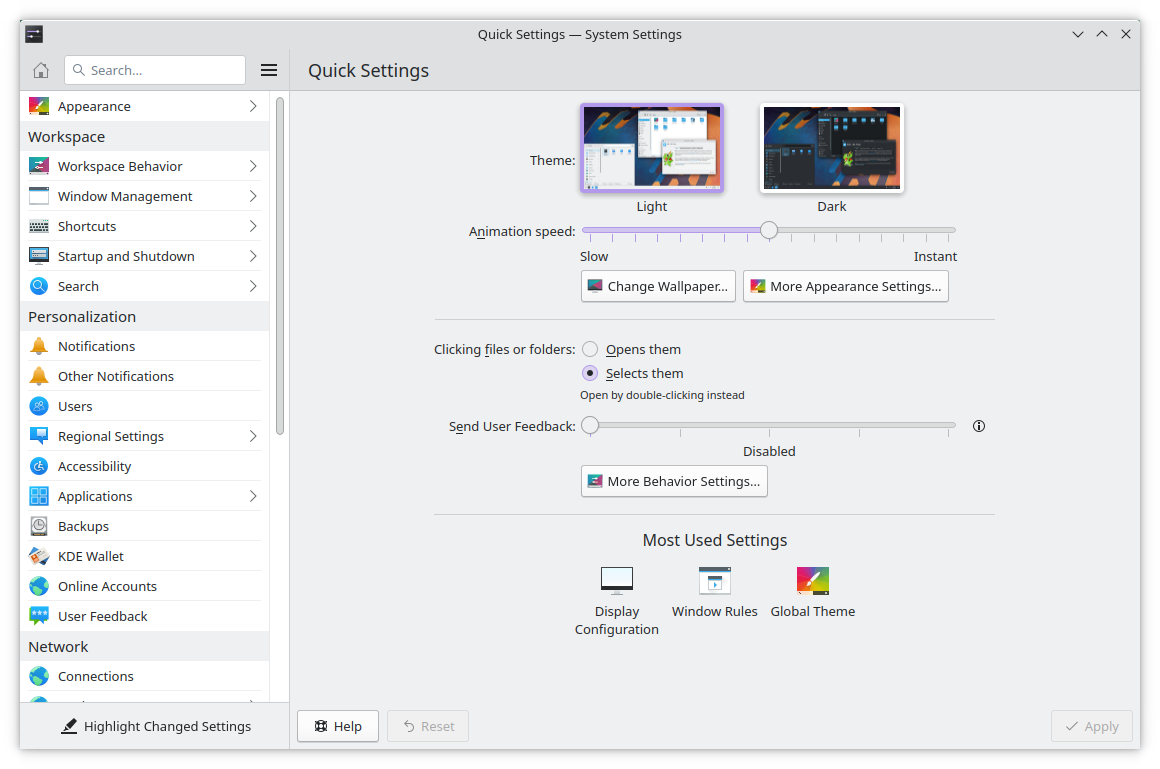 Quick Settings — System Settings
Search...
Quick Settings
Appearance
Workspace
Workspace Behavior
Window Management
Shortcuts
Startup and Shutdown
Search
Personalization
Notifications
Other Notifications
Users
Regional Settings
Accessibility
Applications
Backups
KDE Wallet
Online Accounts
User Feedback
Network
Connections
Highlight Changed Settings
Theme:
Light
Dark
Animation speed:
Slow
Instant
Change Wallpaper...
More Appearance Settings...
Clicking files or folders:
Opens them
Selects them
Open by double-clicking instead
Send User Feedback:
Disabled
More Behavior Settings...
Most Used Settings
Display
Configuration
Window Rules
Global Theme
Help
Reset
Apply